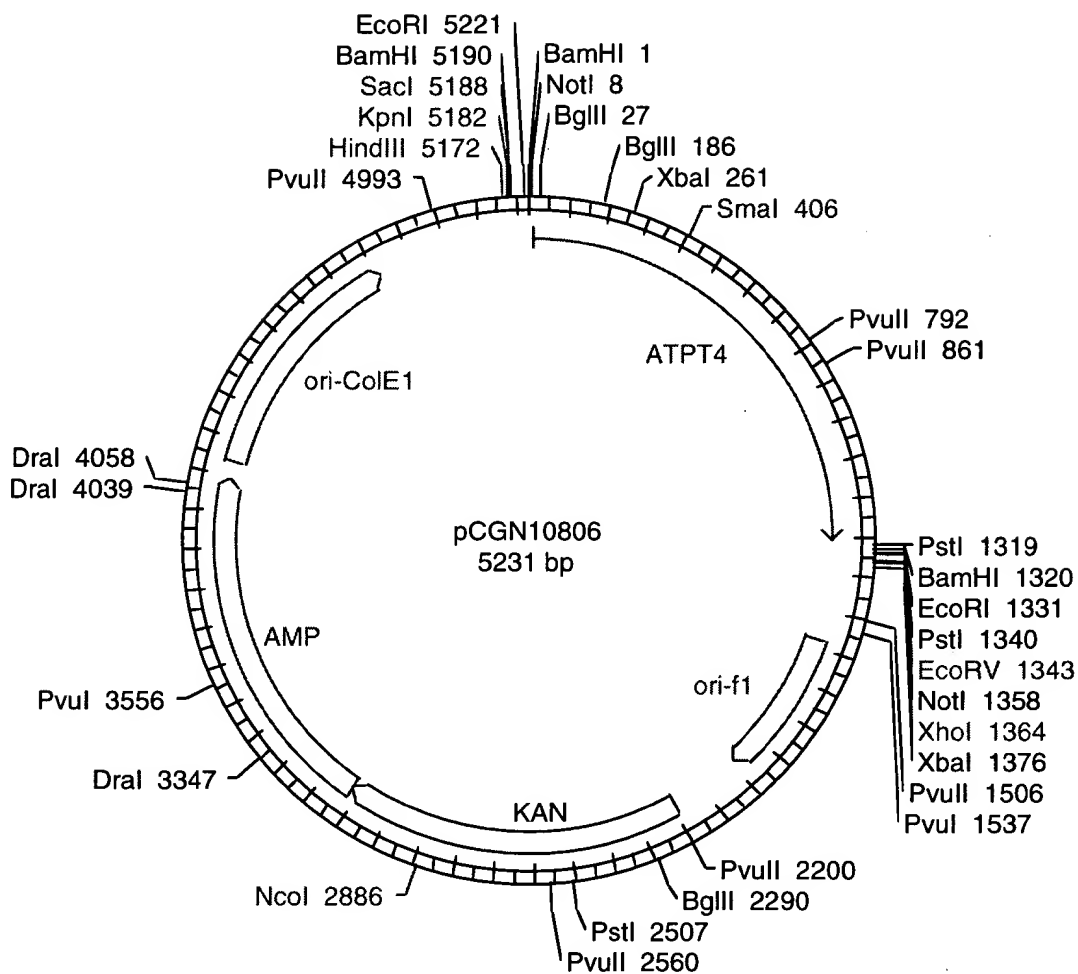 EcoRI 5221
BamHI 5190
SacI 5188
KpnI 5182
HindIII 5172
PvuII 4993
BamHI 1
NotI 8
BglII 27
BglII 186
XbaI 261
SmaI 406
PvuII 792
PvuII 861
ATPT4
ori-ColE1
DraI 4058
DraI 4039
pCGN10806
5231 bp
PstI 1319
BamHI 1320
EcoRI 1331
PstI 1340
EcoRV 1343
NotI 1358
XhoI 1364
XbaI 1376
PvuII 1506
PvuI 1537
AMP
ori-f1
PvuI 3556
DraI 3347
KAN
NcoI 2886
PvuII 2200
BglII 2290
PstI 2507
PvuII 2560